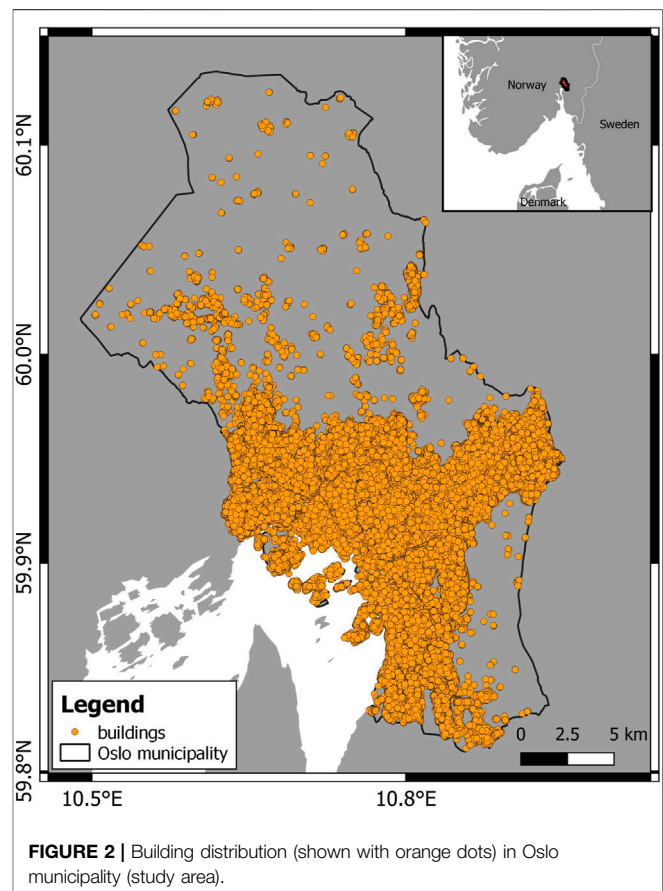 Norway
Sweden
Denmark
60.1°N
60.0°N
59.9°N
59.8°N
Legend
buildings
Oslo municipality
0 2.5 5 km
10.5°E 10.8°E
FIGURE 2 | Building distribution (shown with orange dots) in Oslo
municipality (study area).